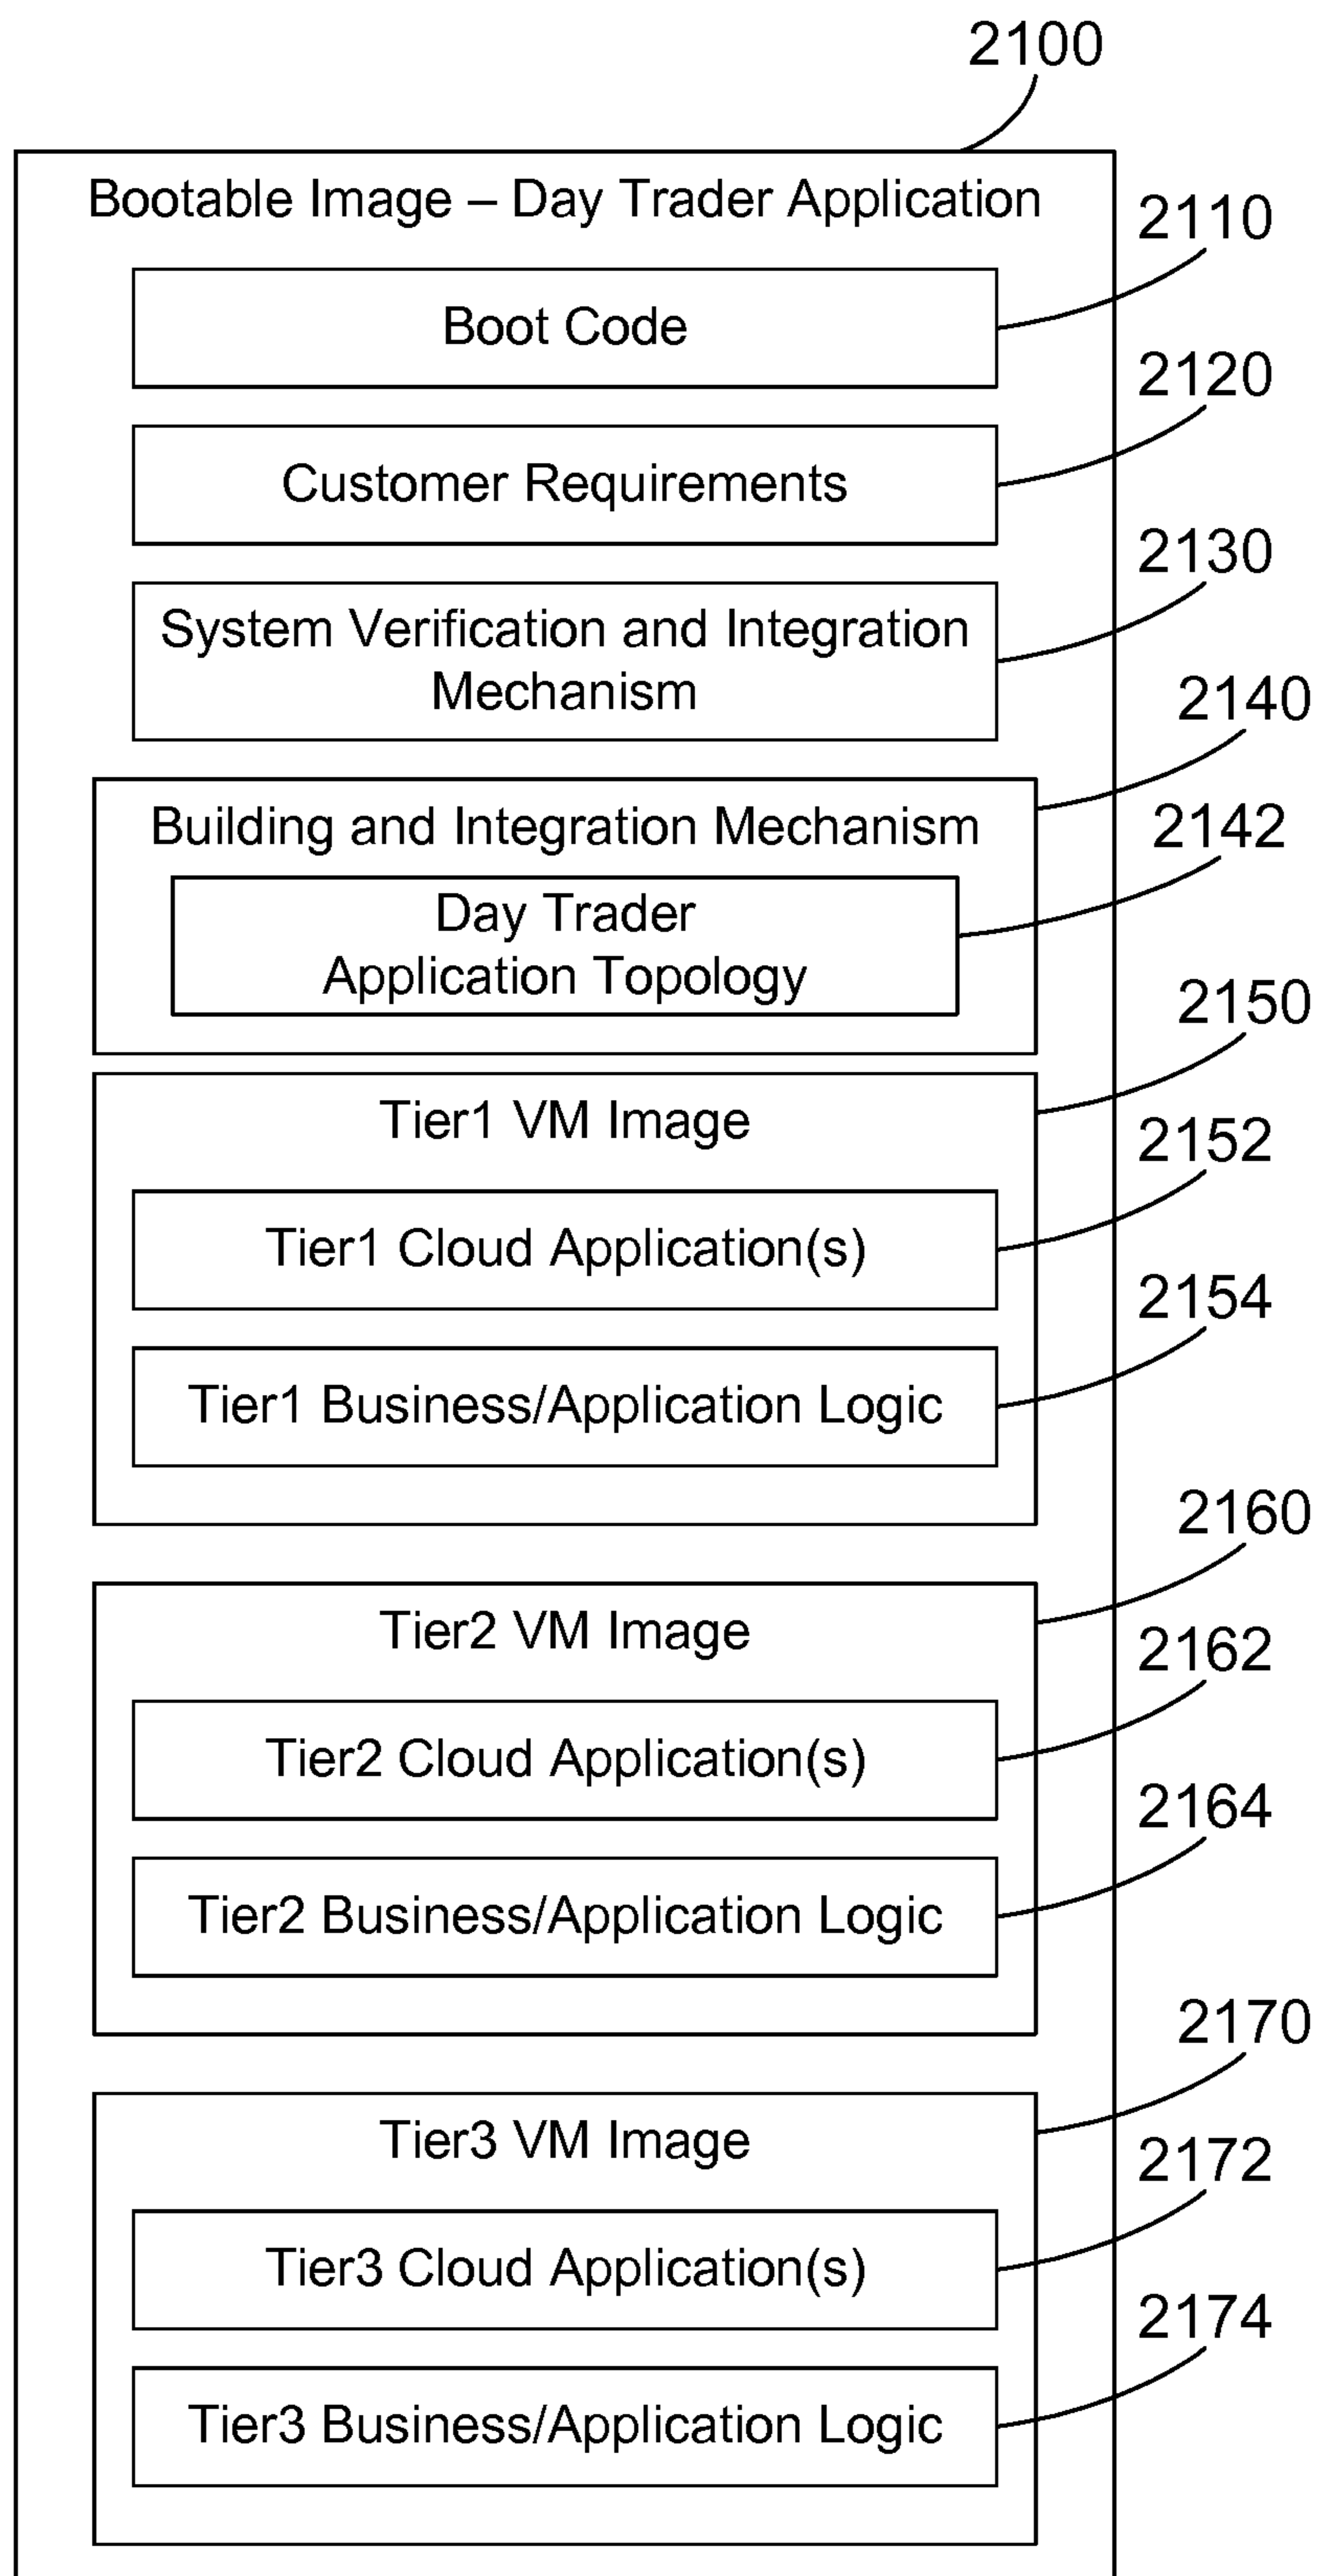 2100
Bootable Image – Day Trader Application
2110
Boot Code
2120
Customer Requirements
2130
System Verification and Integration
Mechanism
2140
Building and Integration Mechanism
2142
Day Trader
Application Topology
2150
Tier1 VM Image
2152
Tier1 Cloud Application(s)
2154
Tier1 Business/Application Logic
2160
Tier2 VM Image
2162
Tier2 Cloud Application(s)
2164
Tier2 Business/Application Logic
2170
Tier3 VM Image
2172
Tier3 Cloud Application(s)
2174
Tier3 Business/Application Logic